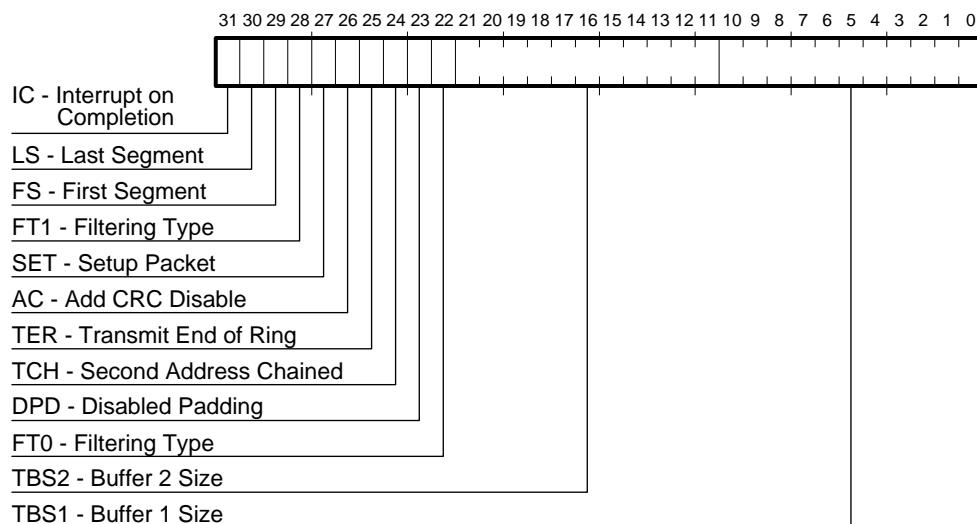 31 30 29 28 27 26 25 24 23 22 21 20 19 18 17 16 15 14 13 12 11 10 9 8 7 6 5 4 3 2 1 0
IC - Interrupt on
Completion
LS - Last Segment
FS - First Segment
FT1 - Filtering Type
SET - Setup Packet
AC - Add CRC Disable
TER - Transmit End of Ring
TCH - Second Address Chained
DPD - Disabled Padding
FT0 - Filtering Type
TBS2 - Buffer 2 Size
TBS1 - Buffer 1 Size